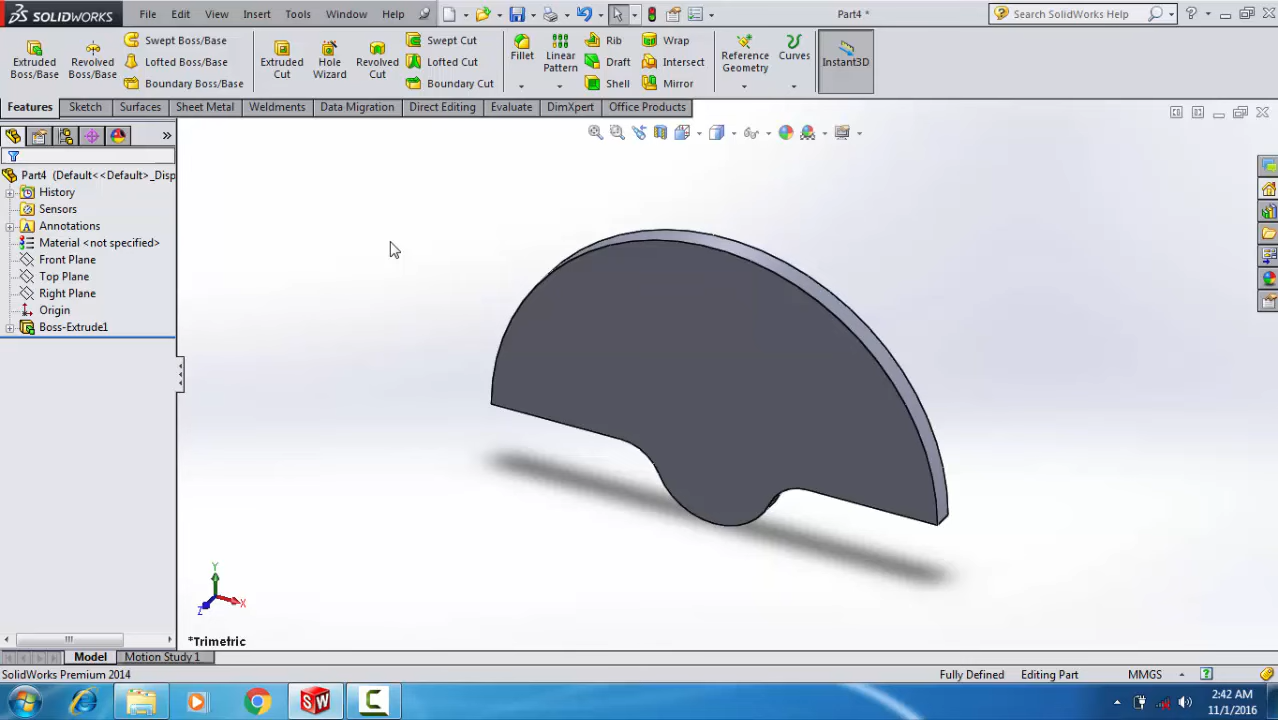 SOLIDWORKS File Edit View Insert Tools Window Help Part4 * Search SolidWorks Help
Extruded Boss/Base
Revolved Boss/Base
Swept Boss/Base
Lofted Boss/Base
Boundary Boss/Base
Extruded Cut
Hole Wizard
Revolved Cut
Swept Cut
Lofted Cut
Boundary Cut
Fillet
Linear Pattern
Rib
Draft
Shell
Wrap
Intersect
Mirror
Reference Geometry
Curves
Instant3D
Features Sketch Surfaces Sheet Metal Weldments Data Migration Direct Editing Evaluate DimXpert Office Products
Part4 (Default<<Default>_Disp
History
Sensors
Annotations
Material <not specified>
Front Plane
Top Plane
Right Plane
Origin
Boss-Extrude1
Y
X
Z
*Trimetric
Model Motion Study 1
SolidWorks Premium 2014 Fully Defined Editing Part MMGS
2:42 AM
11/1/2016